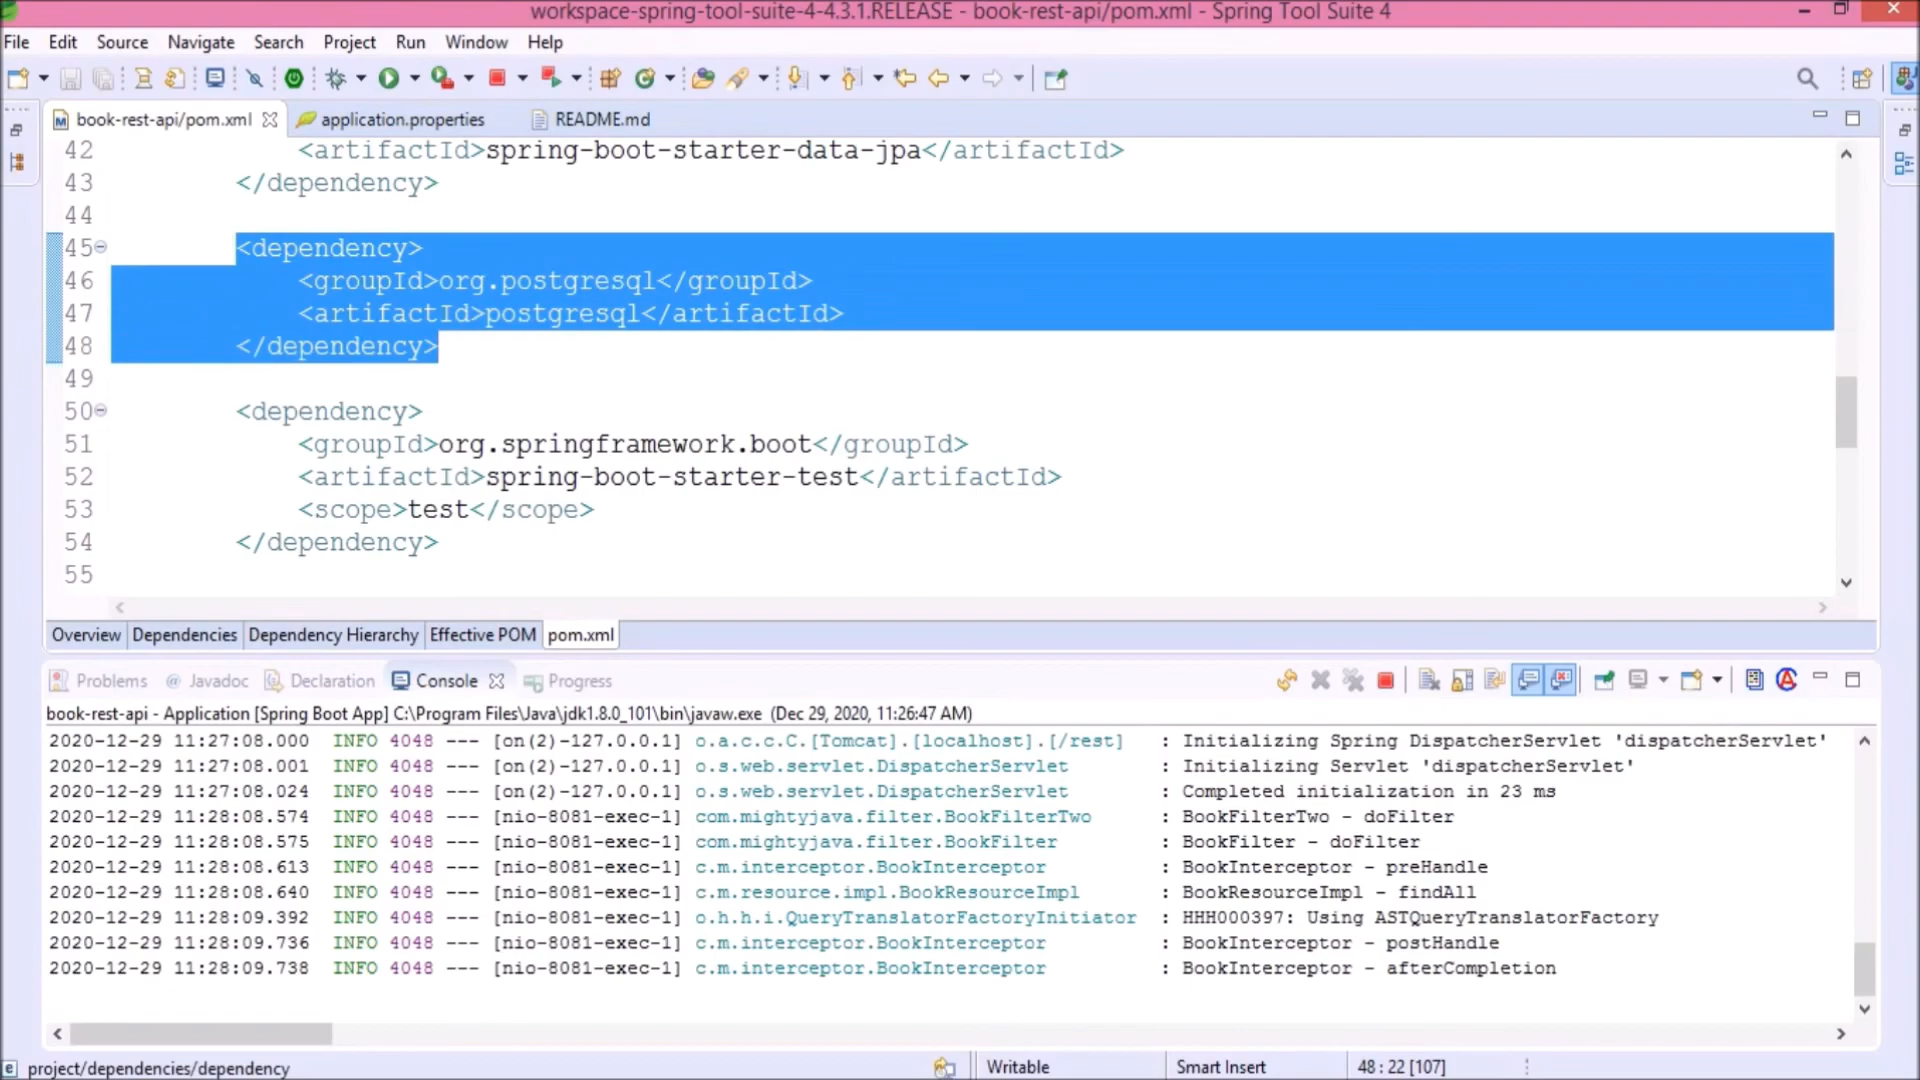 workspace-spring-tool-suite-4-4.3.1.RELEASE - book-rest-api/pom.xml - Spring Tool Suite 4
File Edit Source Navigate Search Project Run Window Help
book-rest-api/pom.xml application.properties README.md
42 <artifactId>spring-boot-starter-data-jpa</artifactId>
43 </dependency>
44
45 <dependency>
46 <groupId>org.postgresql</groupId>
47 <artifactId>postgresql</artifactId>
48 </dependency>
49
50 <dependency>
51 <groupId>org.springframework.boot</groupId>
52 <artifactId>spring-boot-starter-test</artifactId>
53 <scope>test</scope>
54 </dependency>
55
Overview Dependencies Dependency Hierarchy Effective POM pom.xml
Problems @ Javadoc Declaration Console Progress
book-rest-api - Application [Spring Boot App] C:\Program Files\Java\jdk1.8.0_101\bin\javaw.exe (Dec 29, 2020, 11:26:47 AM)
2020-12-29 11:27:08.000 INFO 4048 --- [on(2)-127.0.0.1] o.a.c.c.C.[Tomcat].[localhost].[/rest] : Initializing Spring DispatcherServlet 'dispatcherServlet'
2020-12-29 11:27:08.001 INFO 4048 --- [on(2)-127.0.0.1] o.s.web.servlet.DispatcherServlet : Initializing Servlet 'dispatcherServlet'
2020-12-29 11:27:08.024 INFO 4048 --- [on(2)-127.0.0.1] o.s.web.servlet.DispatcherServlet : Completed initialization in 23 ms
2020-12-29 11:28:08.574 INFO 4048 --- [nio-8081-exec-1] com.mightyjava.filter.BookFilterTwo : BookFilterTwo - doFilter
2020-12-29 11:28:08.575 INFO 4048 --- [nio-8081-exec-1] com.mightyjava.filter.BookFilter : BookFilter - doFilter
2020-12-29 11:28:08.613 INFO 4048 --- [nio-8081-exec-1] c.m.interceptor.BookInterceptor : BookInterceptor - preHandle
2020-12-29 11:28:08.640 INFO 4048 --- [nio-8081-exec-1] c.m.resource.impl.BookResourceImpl : BookResourceImpl - findAll
2020-12-29 11:28:09.392 INFO 4048 --- [nio-8081-exec-1] o.h.h.i.QueryTranslatorFactoryInitiator : HHH000397: Using ASTQueryTranslatorFactory
2020-12-29 11:28:09.736 INFO 4048 --- [nio-8081-exec-1] c.m.interceptor.BookInterceptor : BookInterceptor - postHandle
2020-12-29 11:28:09.738 INFO 4048 --- [nio-8081-exec-1] c.m.interceptor.BookInterceptor : BookInterceptor - afterCompletion
project/dependencies/dependency Writable Smart Insert 48 : 22 [107]